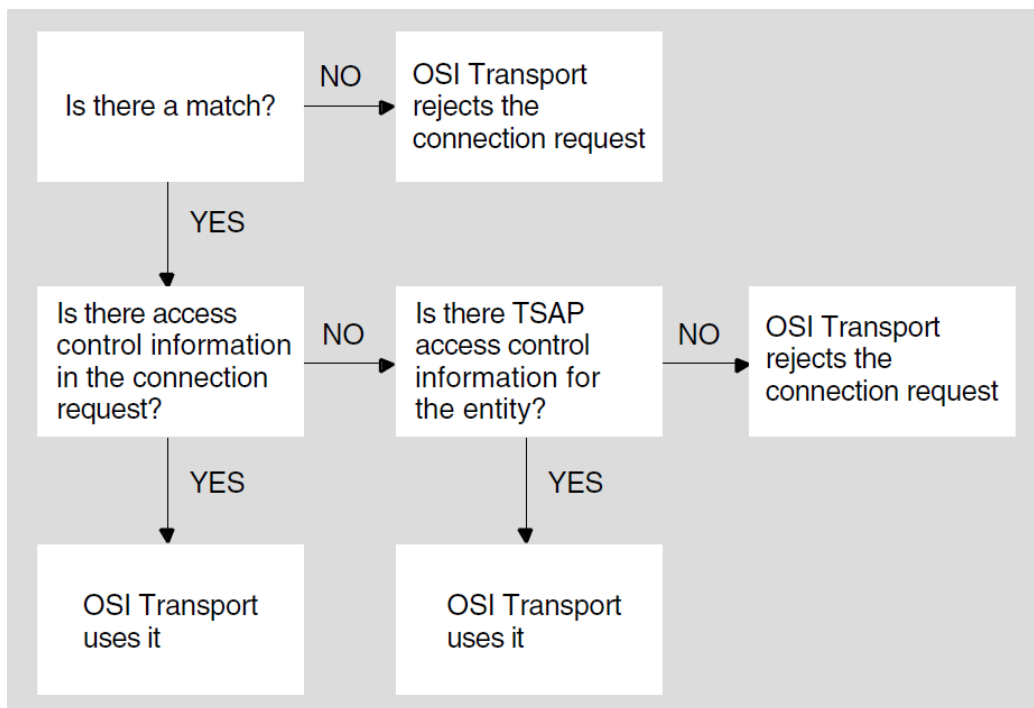 Is there a match?
NO
OSI Transport
rejects the
connection request
YES
Is there access
control information
in the connection
request?
NO
Is there TSAP
access control
information for
the entity?
NO
OSI Transport
rejects the
connection request
YES
YES
OSI Transport
uses it
OSI Transport
uses it